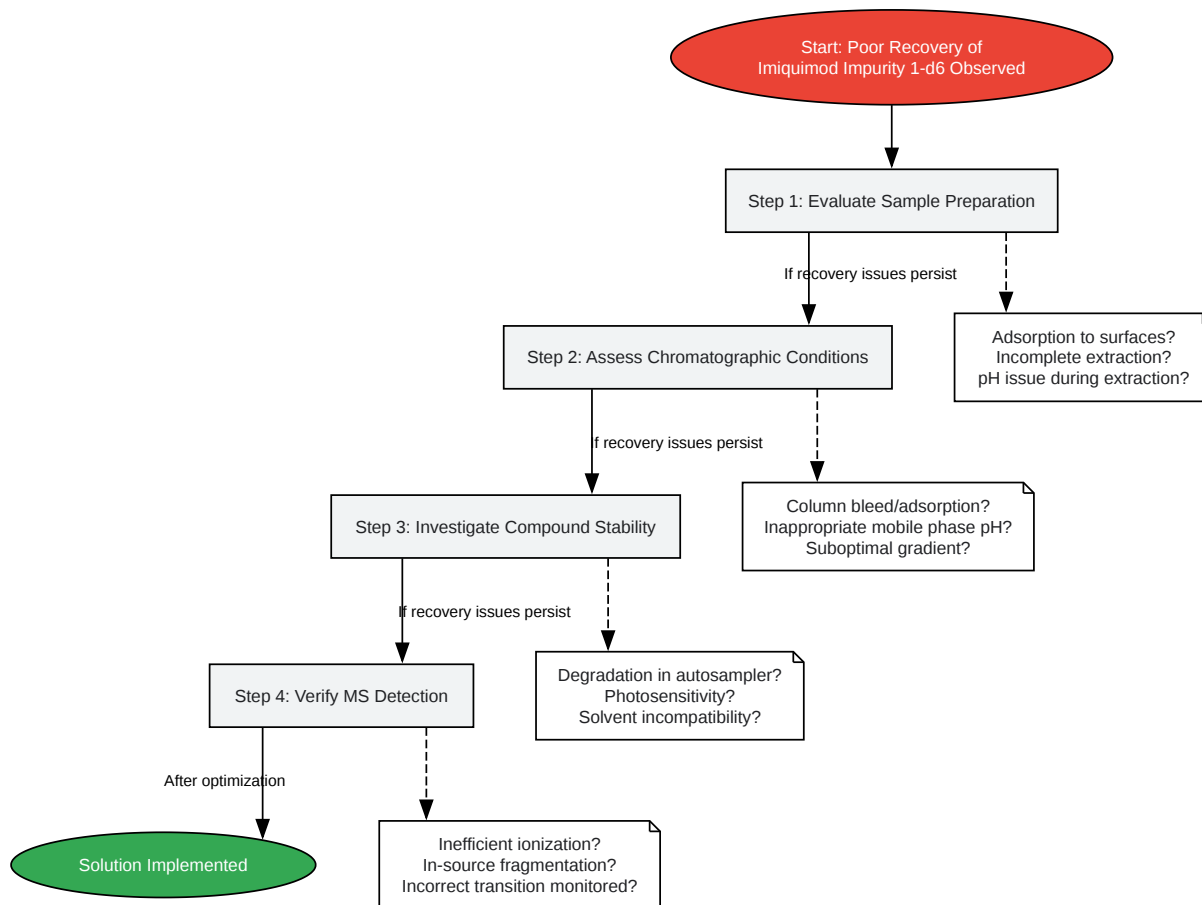 Start: Poor Recovery of
Imiquimod Impurity 1-d6 Observed
Step 1: Evaluate Sample Preparation
If recovery issues persist
Adsorption to surfaces?
Incomplete extraction?
pH issue during extraction?
Step 2: Assess Chromatographic Conditions
If recovery issues persist
Column bleed/adsorption?
Inappropriate mobile phase pH?
Suboptimal gradient?
Step 3: Investigate Compound Stability
If recovery issues persist
Degradation in autosampler?
Photosensitivity?
Solvent incompatibility?
Step 4: Verify MS Detection
After optimization
Inefficient ionization?
In-source fragmentation?
Incorrect transition monitored?
Solution Implemented